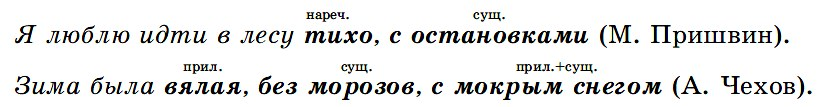 нареч. сущ.
Я люблю идти в лесу тихо, с остановками (М. Пришвин).
прил. сущ. прил.+сущ.
Зима была вялая, без морозов, с мокрым снегом (А. Чехов).